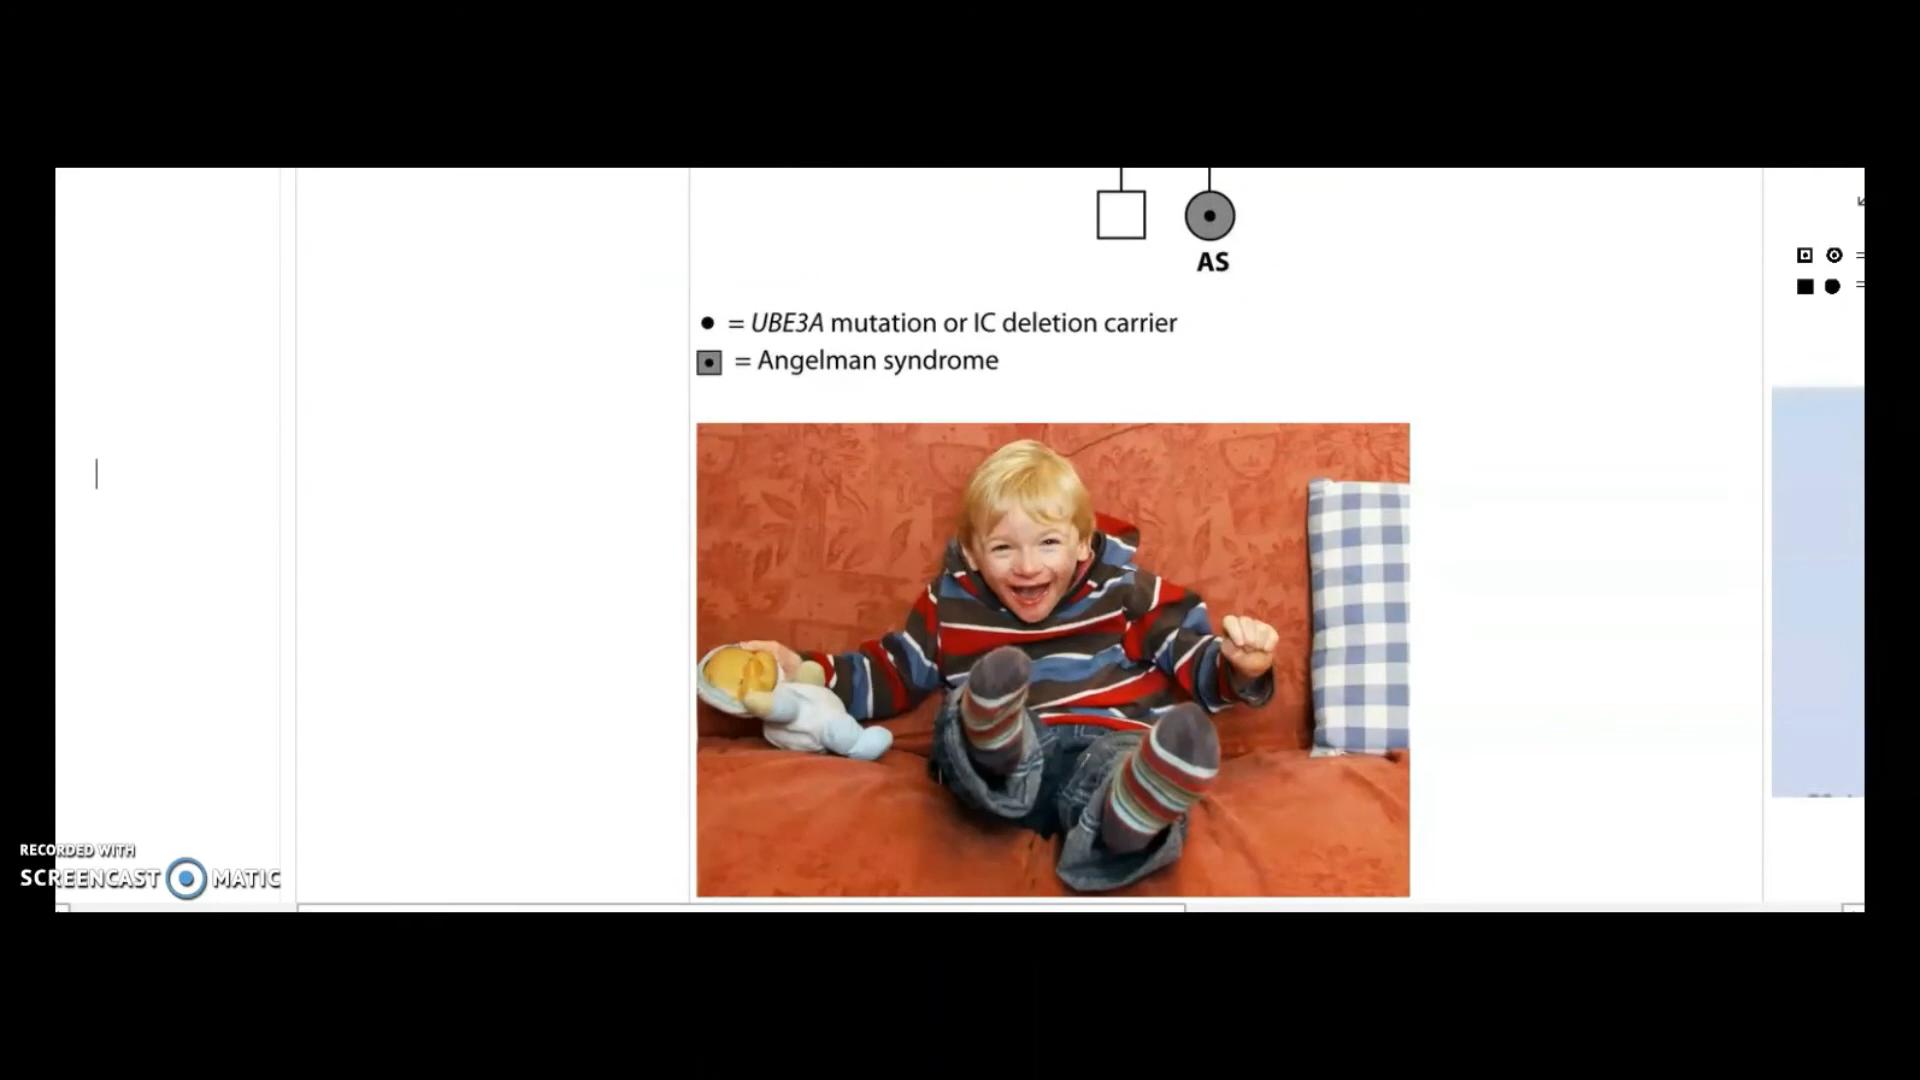 AS
= UBE3A mutation or IC deletion carrier
= Angelman syndrome
=
=
RECORDED WITH
SCREENCAST MATIC